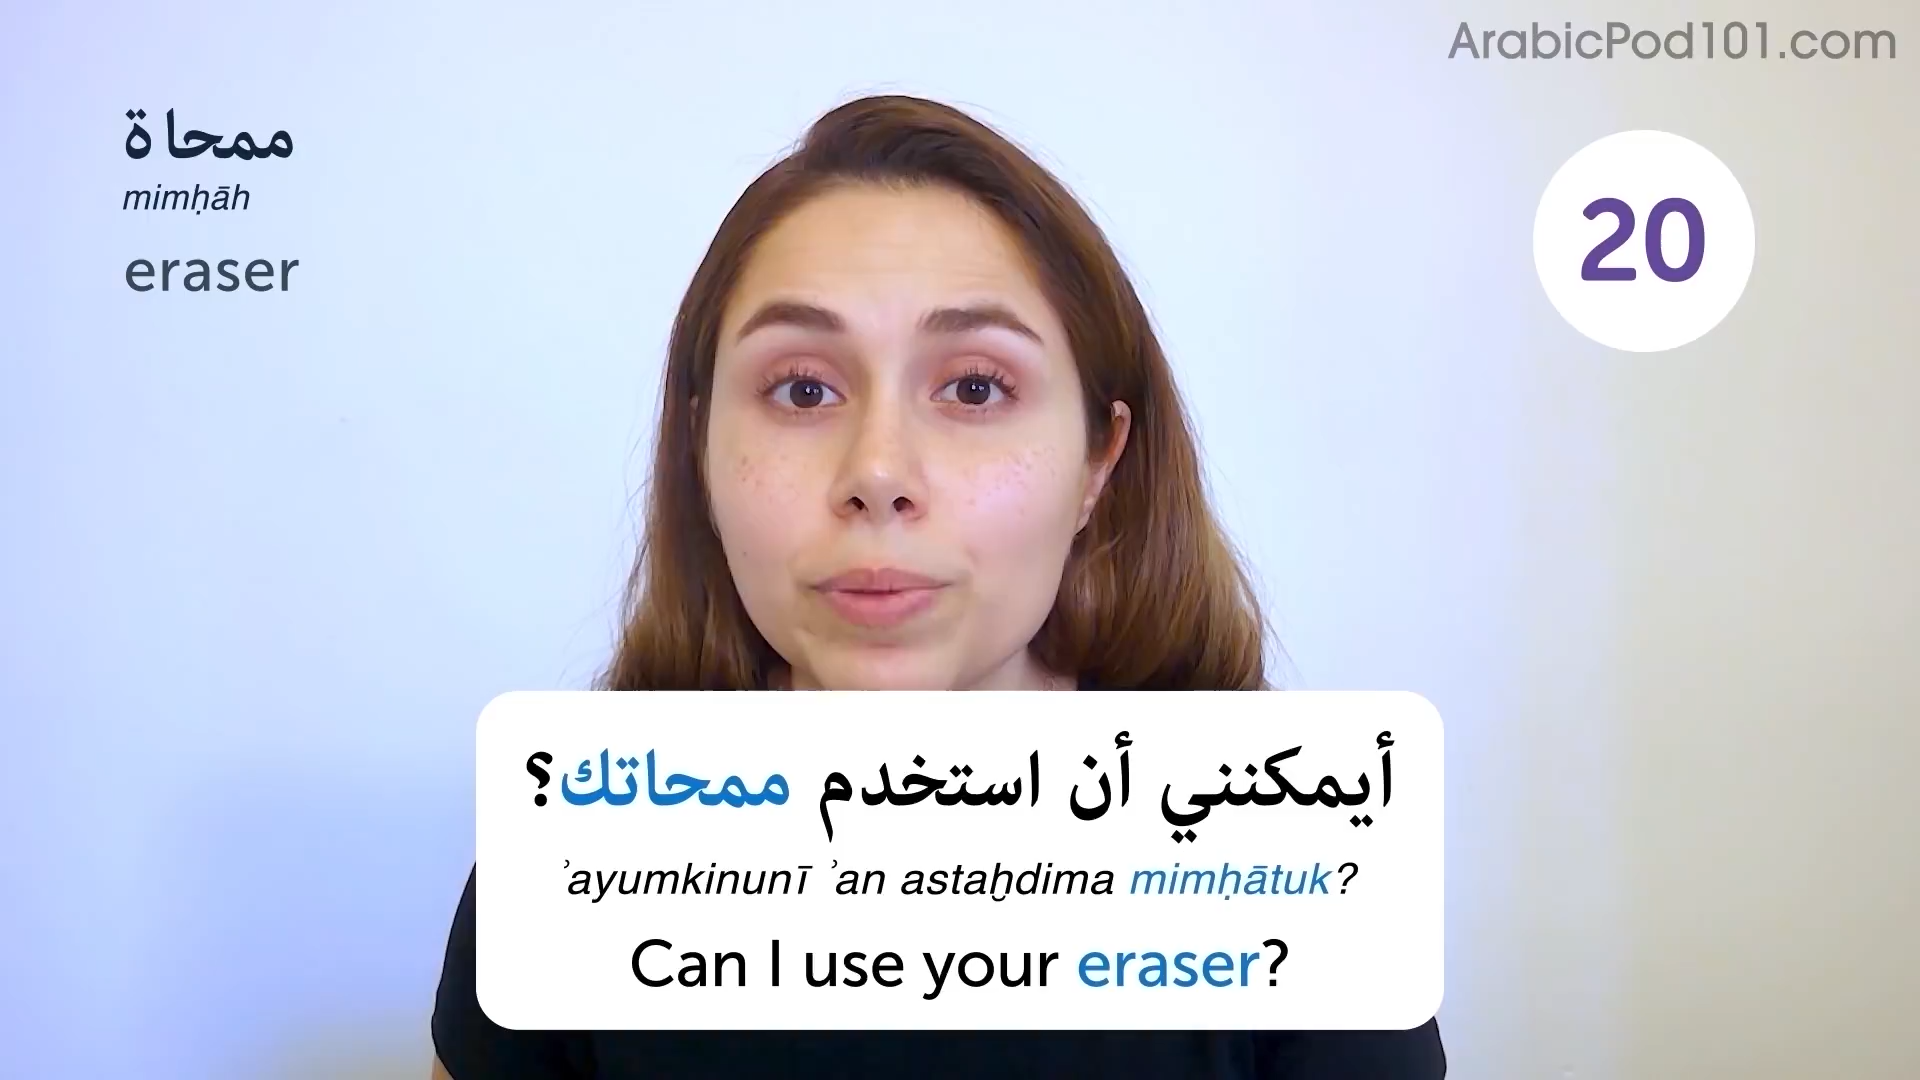 ArabicPod101.com
ممحاة
mimḥāh
eraser
20
أيمكنني أن استخدم ممحاتك؟
ʾayumkinunī ʾan astaḫdima mimḥātuk?
Can I use your eraser?